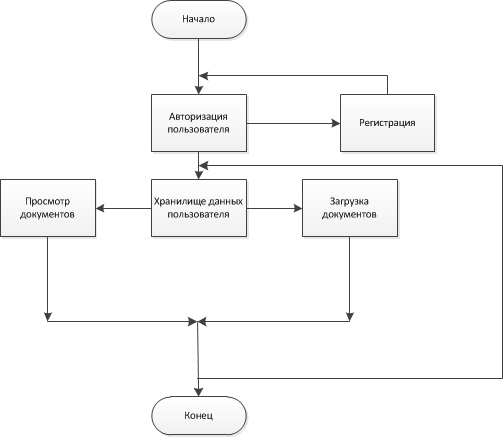 Начало
Авторизация
пользователя
Регистрация
Просмотр
документов
Хранилище данных
пользователя
Загрузка
документов
Конец